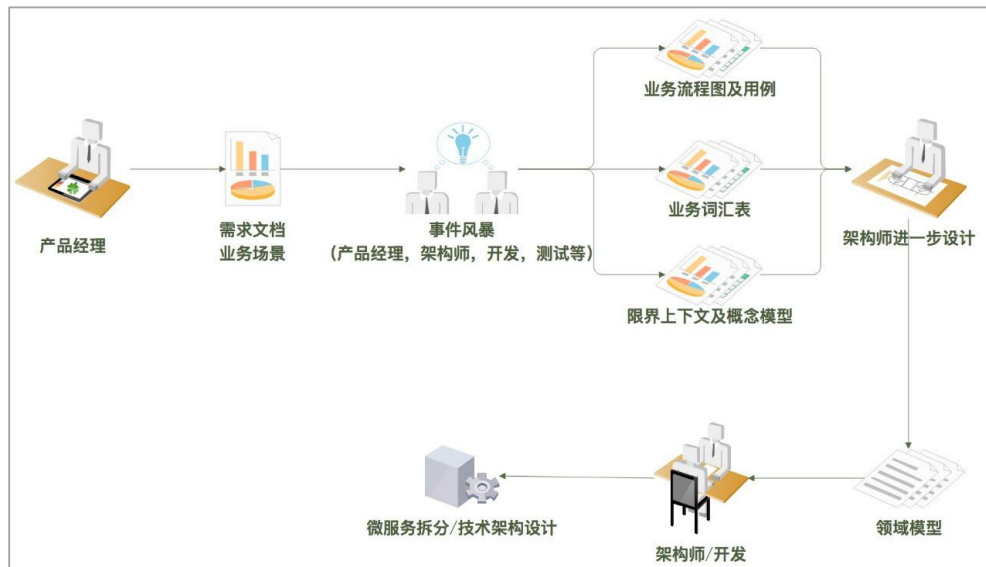 业务流程图及用例
产品经理
需求文档
业务场景
事件风暴
（产品经理，架构师，开发，测试等）
业务词汇表
架构师进一步设计
限界上下文及概念模型
微服务拆分/技术架构设计
架构师/开发
领域模型